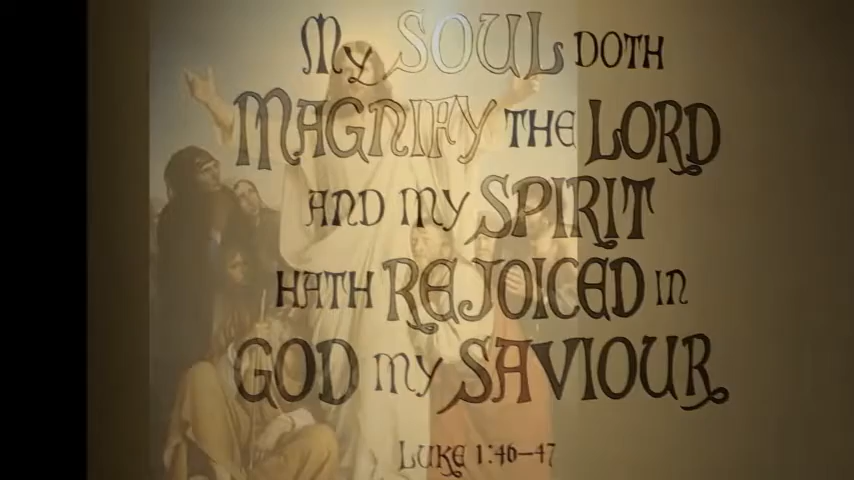 My SOUL DOTH
MAGNIFY THE LORD
AND MY SPIRIT
HATH REJOICED IN
GOD MY SAVIOUR
LUKE 1:46-47